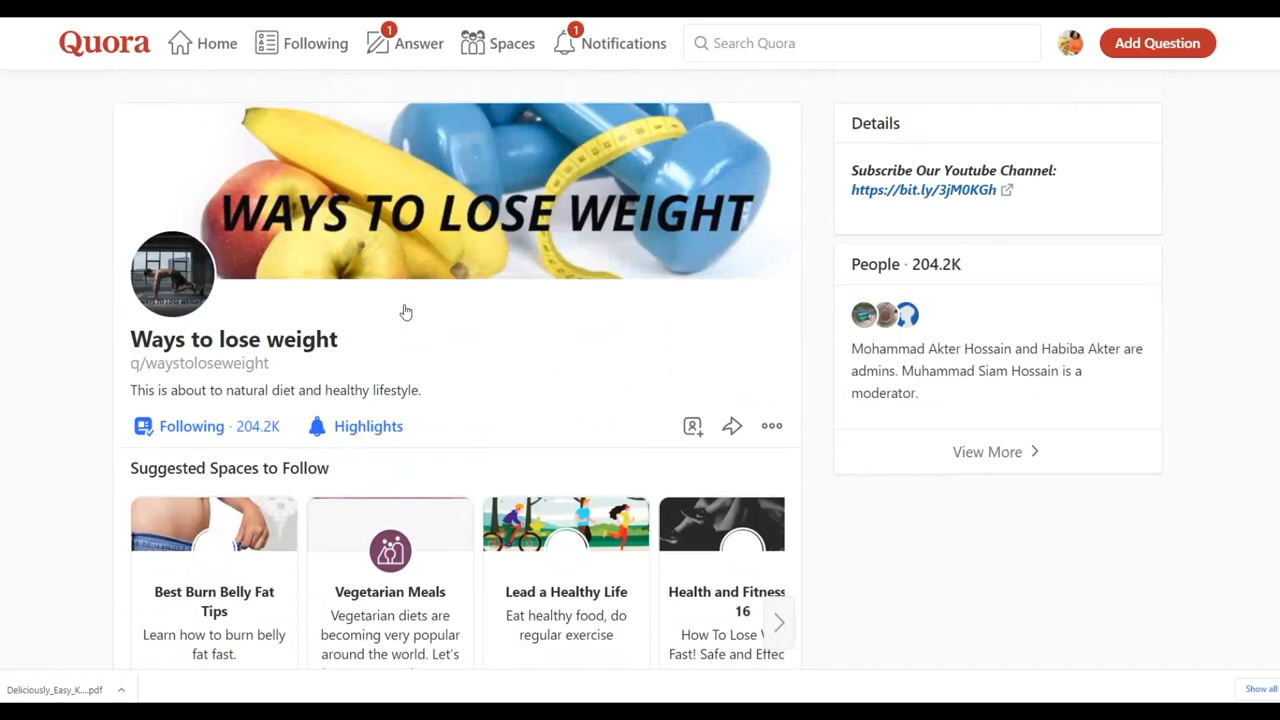 Quora Home Following 1 Answer Spaces 1 Notifications Search Quora Add Question
WAYS TO LOSE WEIGHT
Ways to lose weight
q/waystoloseweight
This is about to natural diet and healthy lifestyle.
Following · 204.2K Highlights
Suggested Spaces to Follow
Best Burn Belly Fat
Tips
Learn how to burn belly
fat fast.
Vegetarian Meals
Vegetarian diets are
becoming very popular
around the world. Let's
Lead a Healthy Life
Eat healthy food, do
regular exercise
Health and Fitness
16
How To Lose
Fast! Safe and Effec
Details
Subscribe Our Youtube Channel:
https://bit.ly/3jM0KGh
People · 204.2K
Mohammad Akter Hossain and Habiba Akter are
admins. Muhammad Siam Hossain is a
moderator.
View More
Deliciously_Easy_K....pdf
Show all